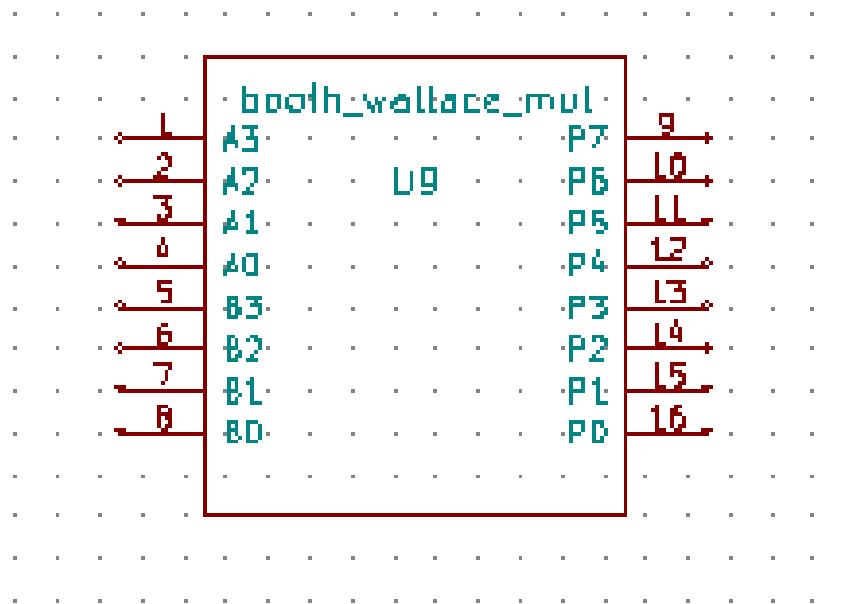 booth_wallace_mul
1 A3 P7 9
2 A2 U9 P6 10
3 A1 P5 11
4 A0 P4 12
5 B3 P3 13
6 B2 P2 14
7 B1 P1 15
8 B0 P0 16